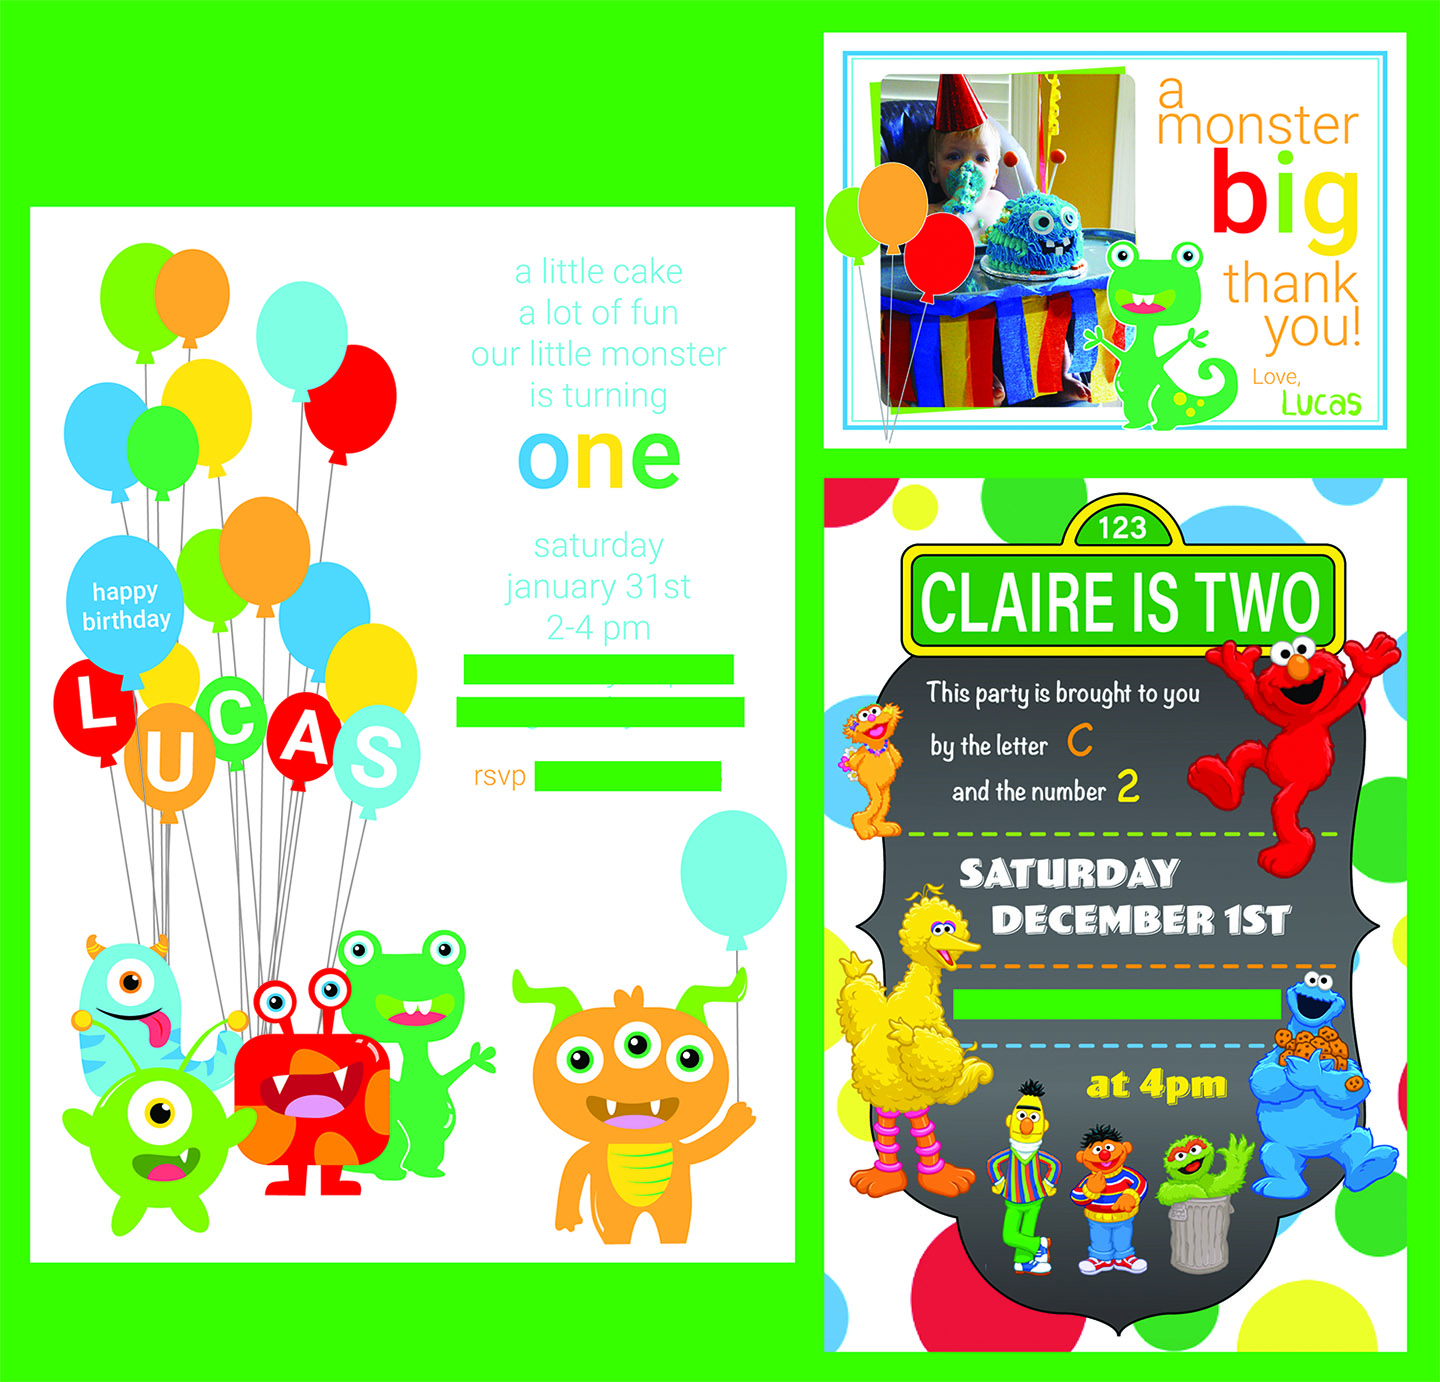 a little cake
a lot of fun
our little monster
is turning
one
saturday
january 31st
2-4 pm
rsvp
happy
birthday
LUCAS
a
monster
big
thank
you!
Love,
Lucas
123
CLAIRE IS TWO
This party is brought to you
by the letter C
and the number 2
SATURDAY
DECEMBER 1ST
at 4pm